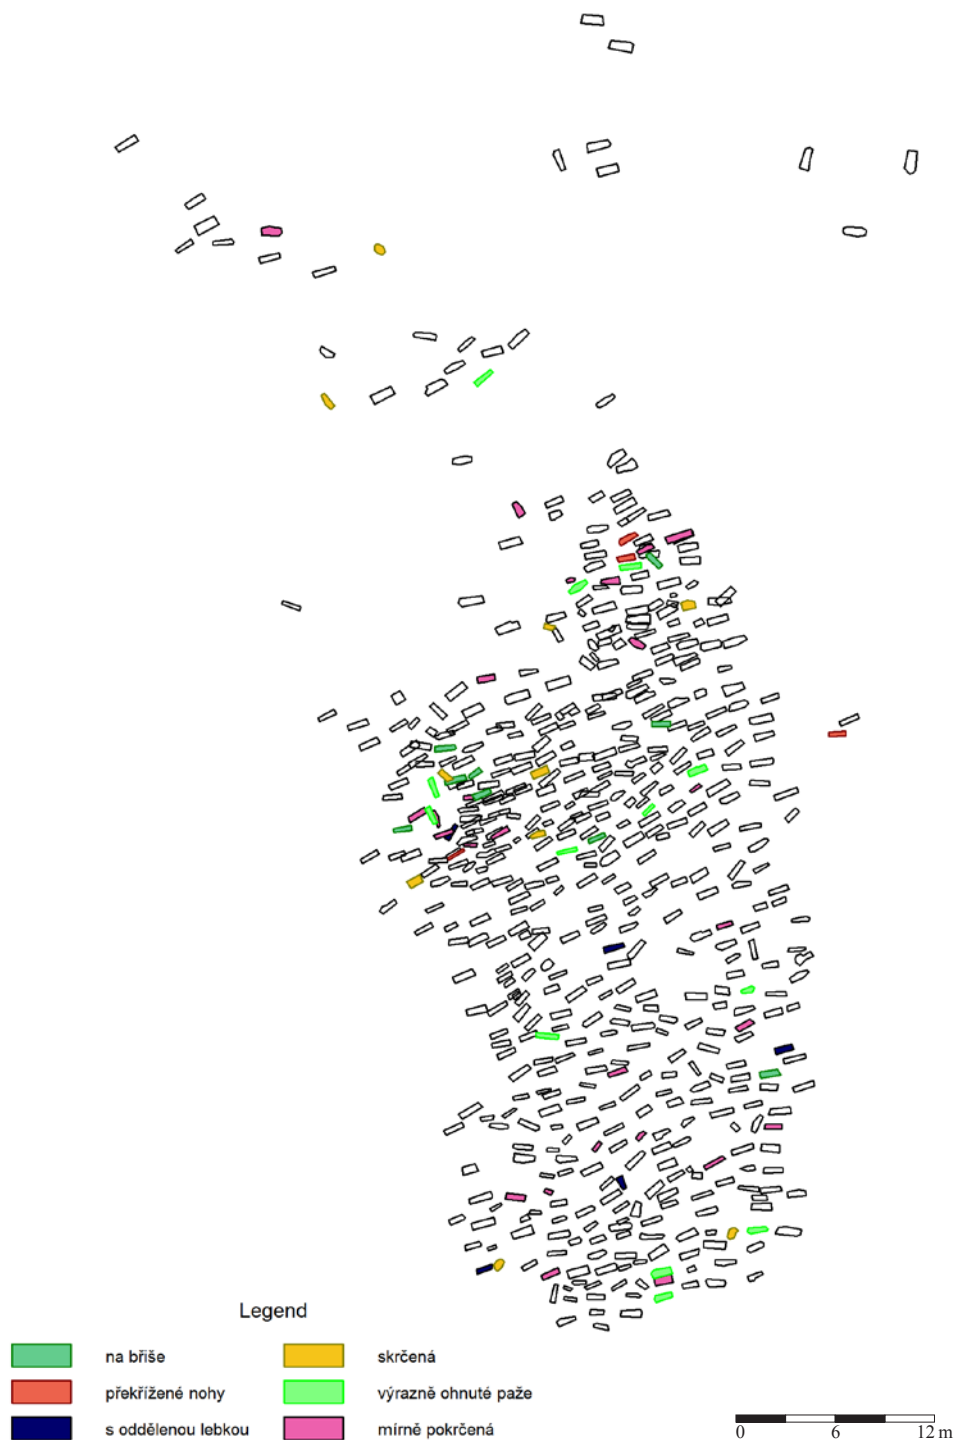 Legend
na břiše
skrčená
překřížené nohy
výrazně ohnuté paže
s oddělenou lebkou
mírně pokrčená
0 6 12 m